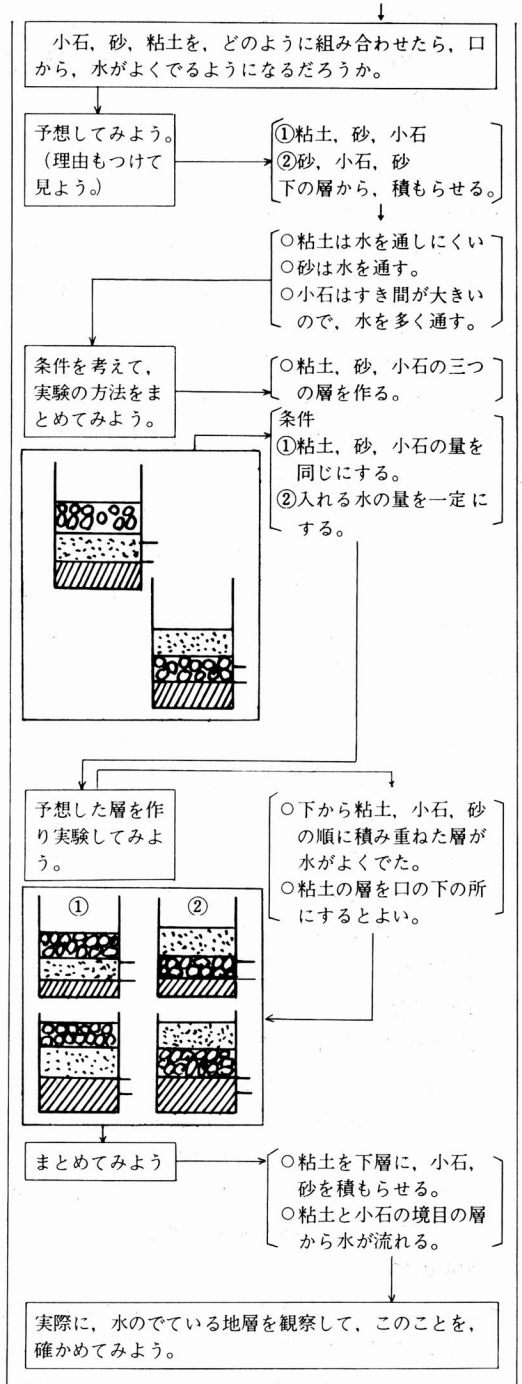 小石，砂，粘土を，どのように組み合わせたら，口
から，水がよくでるようになるだろうか。
予想してみよう。
（理由もつけて
見よう。）
①粘土，砂，小石
②砂，小石，砂
下の層から，積もらせる。
○粘土は水を通しにくい
○砂は水を通す。
○小石はすき間が大きい
ので，水を多く通す。
条件を考えて，
実験の方法をま
とめてみよう。
○粘土，砂，小石の三つ
の層を作る。
条件
①粘土，砂，小石の量を
同じにする。
②入れる水の量を一定に
する。
予想した層を作
り実験してみよ
う。
○下から粘土，小石，砂
の順に積み重ねた層が
水がよくでた。
○粘土の層を口の下の所
にするとよい。
① ②
まとめてみよう
○粘土を下層に，小石，
砂を積もらせる。
○粘土と小石の境目の層
から水が流れる。
実際に，水のでている地層を観察して，このことを，
確かめてみよう。